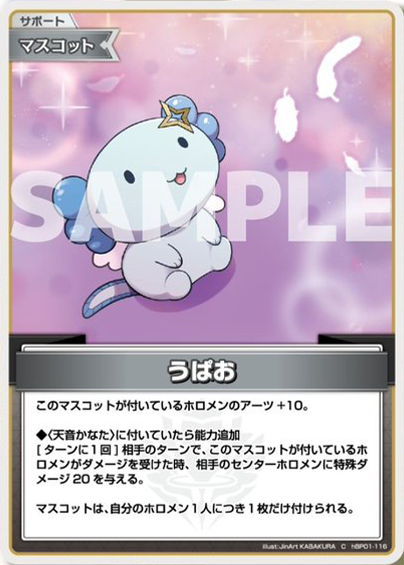 サポート
マスコット
SAMPLE
うぱお
このマスコットが付いているホロメンのアーツ+10。
◆〈天音かなた〉に付いていたら能力追加
[ターンに1回]相手のターンで、このマスコットが付いているホ
ロメンがダメージを受けた時、相手のセンターホロメンに特殊ダ
メージ20を与える。
マスコットは、自分のホロメン1人につき1枚だけ付けられる。
illust:JinArt KASAKURA C hBP01-116